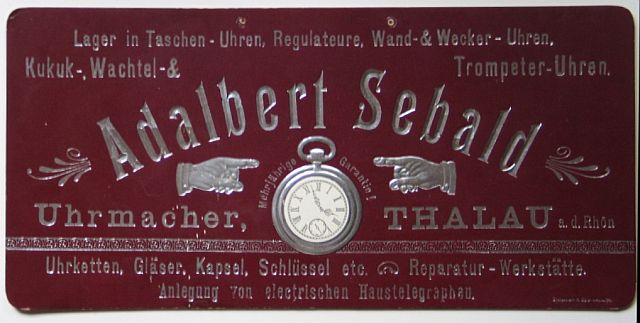 Lager in Taschen-Uhren, Regulateure, Wand-& Wecker-Uhren,
Kukuk-, Wachtel-& Trompeter-Uhren.
Adalbert Sebald
Mehrjährige Garantie!
Uhrmacher, THALAU a.d. Rhön
Uhrketten, Gläser, Kapsel, Schlüssel etc. Reparatur-Werkstätte.
Anlegung von electrischen Haustelegraphen.